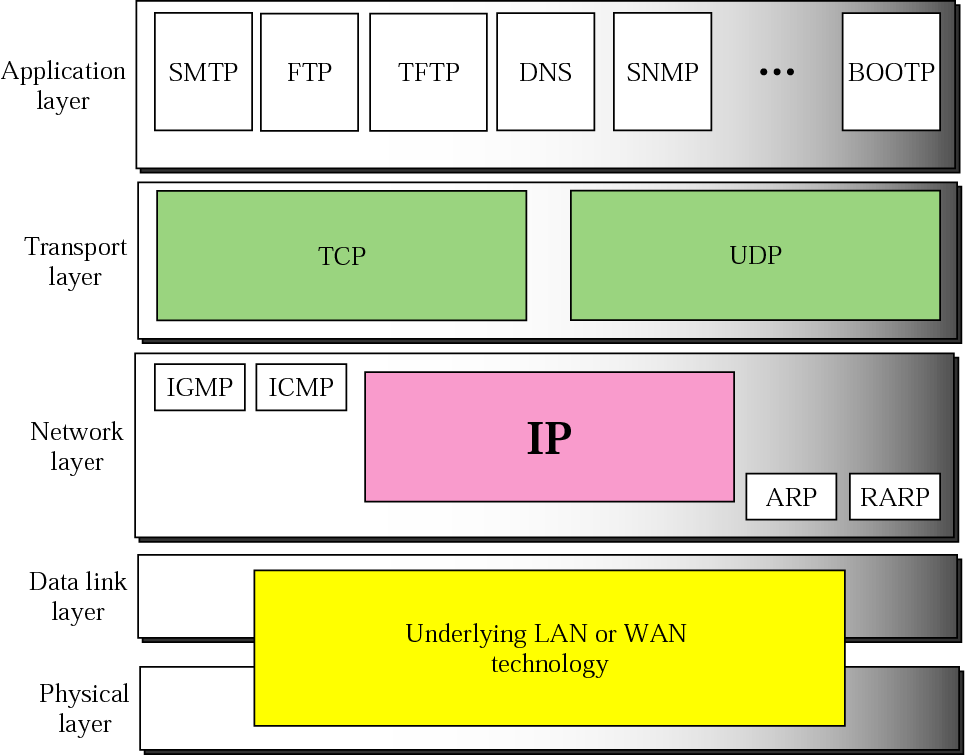 Application
layer
SMTP
FTP
TFTP
DNS
SNMP
...
BOOTP
Transport
layer
TCP
UDP
Network
layer
IGMP
ICMP
IP
ARP
RARP
Data link
layer
Underlying LAN or WAN
technology
Physical
layer